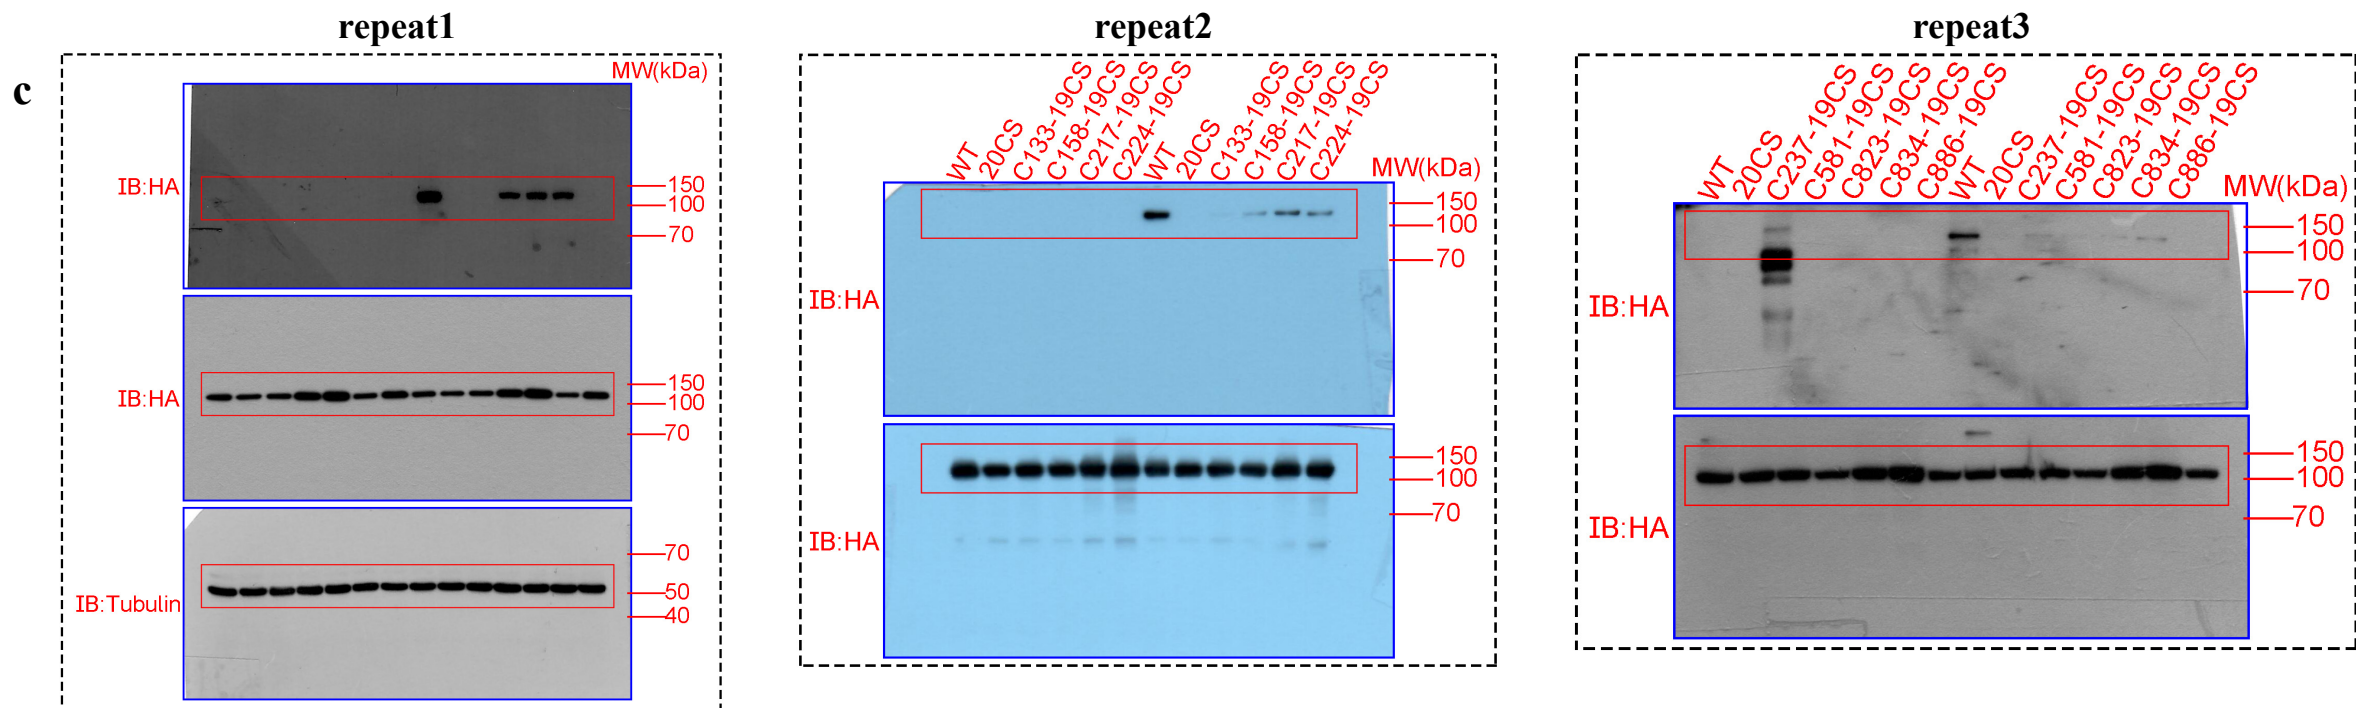 c
repeat1
MW(kDa)
IB:HA
150
100
70
IB:HA
150
100
70
IB:Tubulin
70
50
40
repeat2
WT
20CS
C133-19CS
C158-19CS
C217-19CS
C224-19CS
WT
20CS
C133-19CS
C158-19CS
C217-19CS
C224-19CS
MW(kDa)
IB:HA
150
100
70
IB:HA
150
100
70
repeat3
WT
20CS
C237-19CS
C581-19CS
C823-19CS
C834-19CS
C886-19CS
WT
20CS
C237-19CS
C581-19CS
C823-19CS
C834-19CS
C886-19CS
MW(kDa)
IB:HA
150
100
70
IB:HA
150
100
70